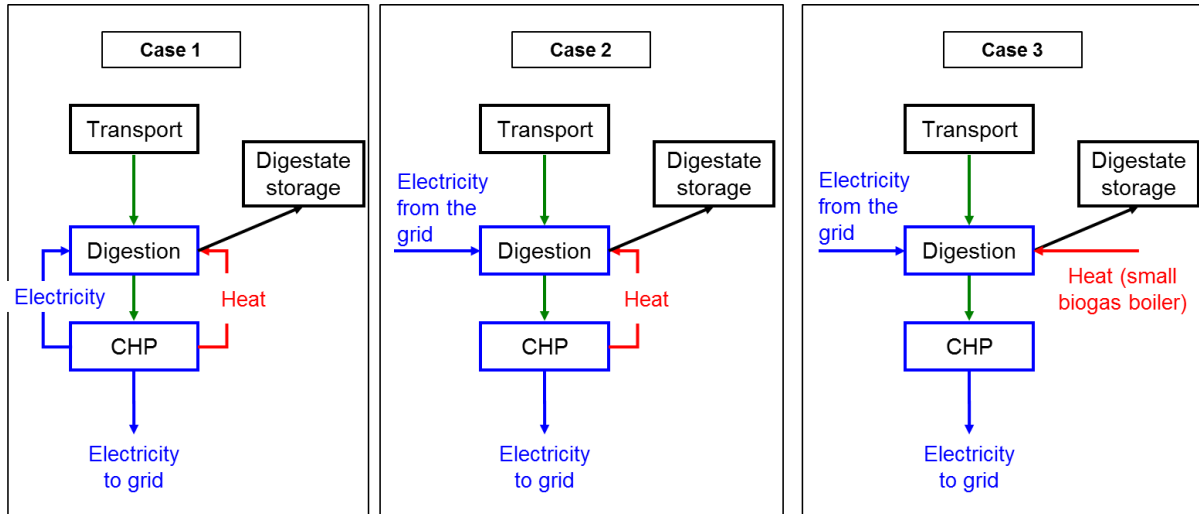 Case 1
Transport
Digestate
storage
Digestion
Electricity
Heat
CHP
Electricity
to grid
Case 2
Transport
Digestate
storage
Electricity
from the
grid
Digestion
Heat
CHP
Electricity
to grid
Case 3
Transport
Digestate
storage
Electricity
from the
grid
Digestion
Heat (small
biogas boiler)
CHP
Electricity
to grid